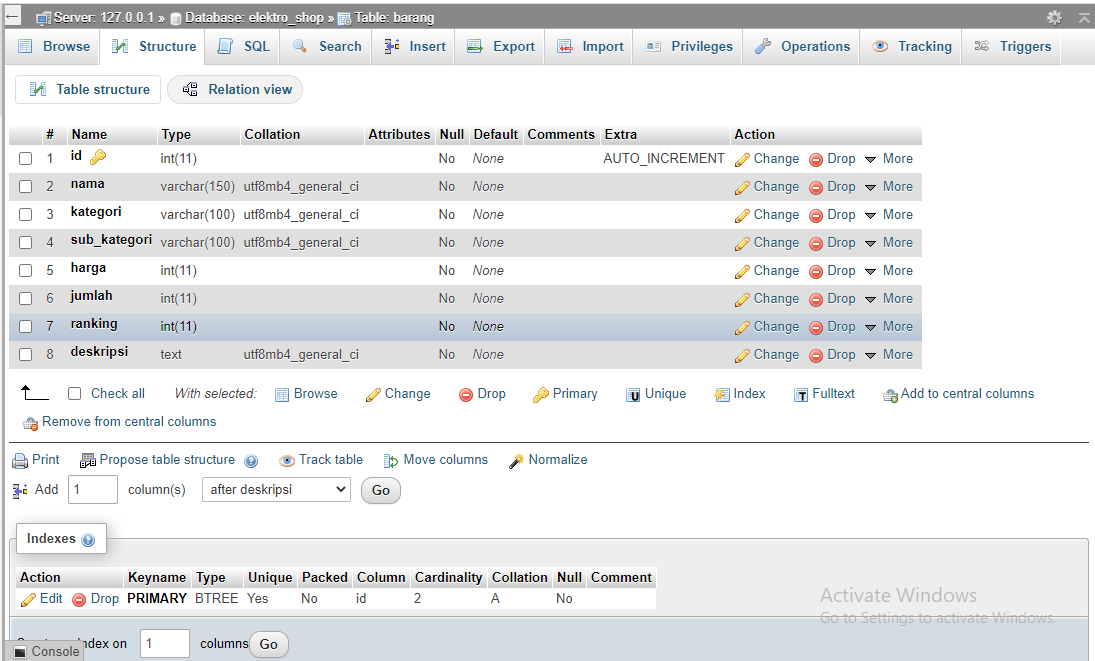 Server: 127.0.0.1 » Database: elektro_shop » Table: barang
Browse Structure SQL Search Insert Export Import Privileges Operations Tracking Triggers
Table structure Relation view
# Name Type Collation Attributes Null Default Comments Extra Action
1 id int(11) No None AUTO_INCREMENT Change Drop More
2 nama varchar(150) utf8mb4_general_ci No None Change Drop More
3 kategori varchar(100) utf8mb4_general_ci No None Change Drop More
4 sub_kategori varchar(100) utf8mb4_general_ci No None Change Drop More
5 harga int(11) No None Change Drop More
6 jumlah int(11) No None Change Drop More
7 ranking int(11) No None Change Drop More
8 deskripsi text utf8mb4_general_ci No None Change Drop More
Check all With selected: Browse Change Drop Primary Unique Index Fulltext Add to central columns
Remove from central columns
Print Propose table structure Track table Move columns Normalize
Add 1 column(s) after deskripsi Go
Indexes
Action Keyname Type Unique Packed Column Cardinality Collation Null Comment
Edit Drop PRIMARY BTREE Yes No id 2 A No
Activate Windows
Go to Settings to activate Windows.
on 1 columns Go
Console